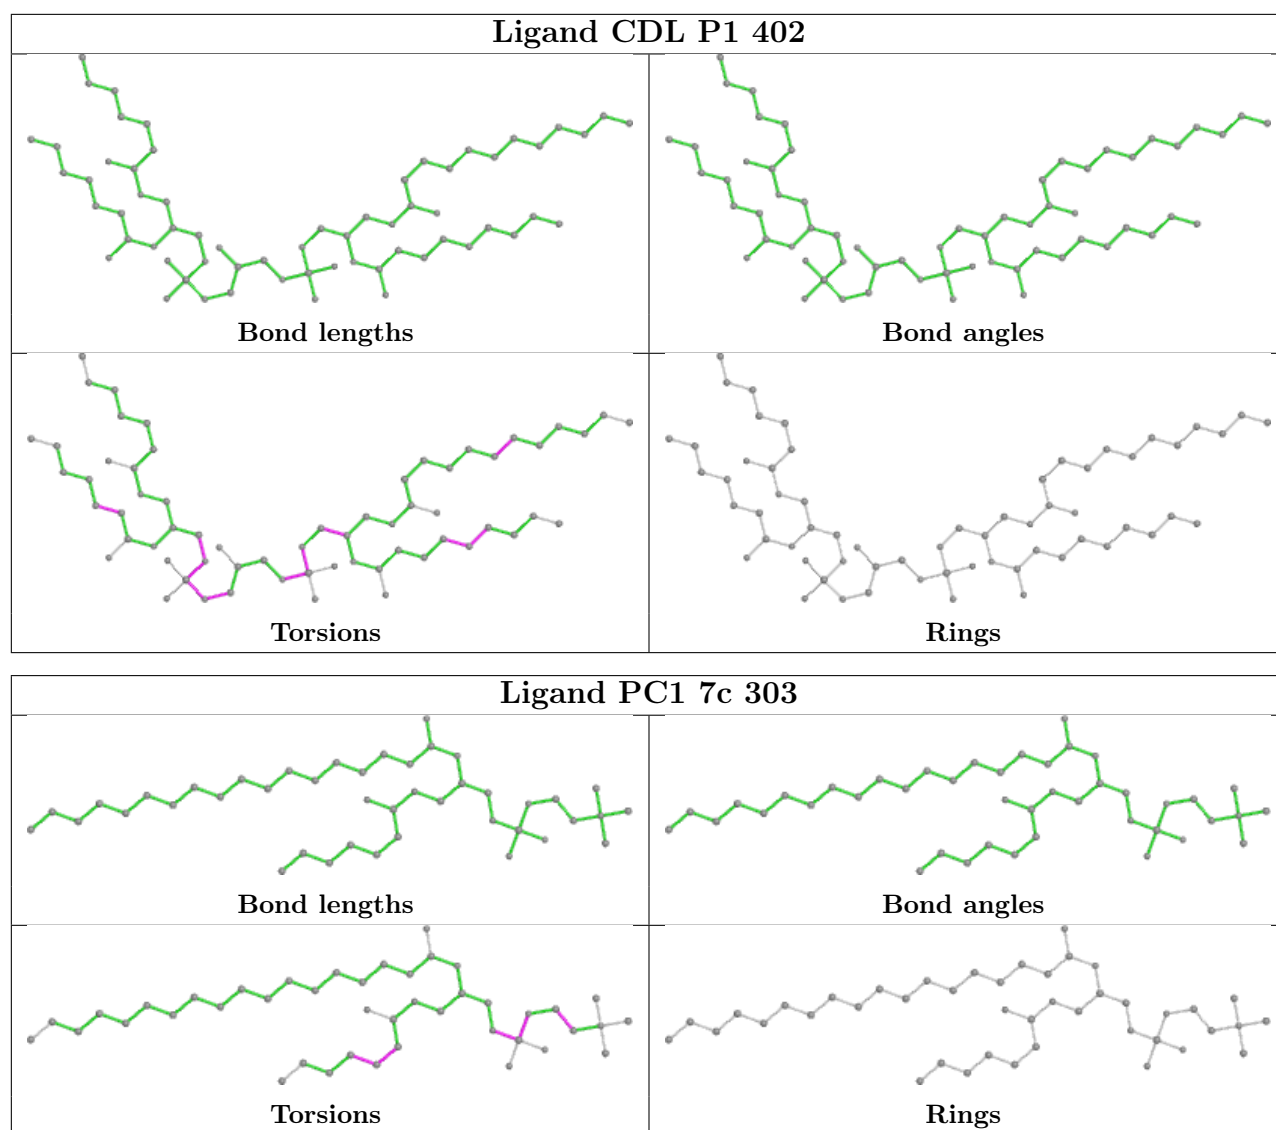 Ligand CDL P1 402
Bond lengths
Bond angles
Torsions
Rings
Ligand PC1 7c 303
Bond lengths
Bond angles
Torsions
Rings